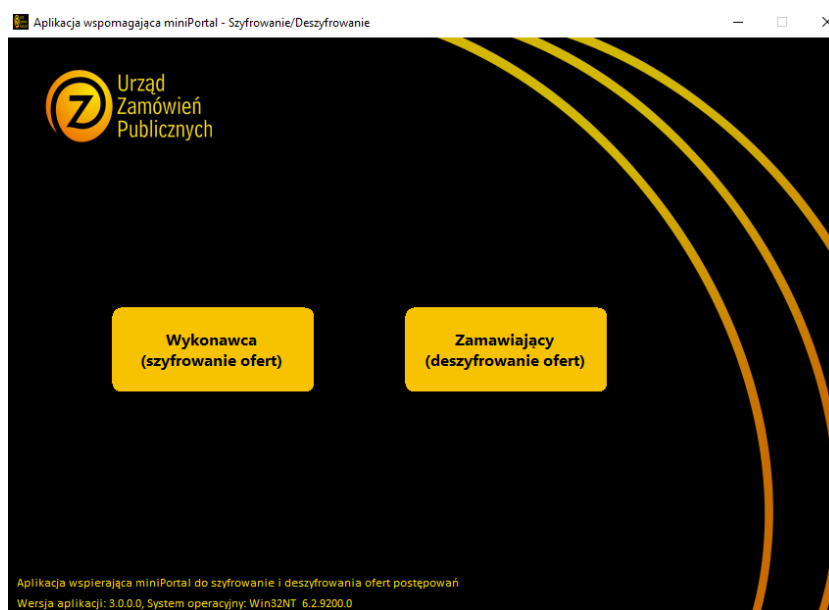 Aplikacja wspomagająca miniPortal - Szyfrowanie/Deszyfrowanie
Urząd
Zamówień
Publicznych
Wykonawca
(szyfrowanie ofert)
Zamawiający
(deszyfrowanie ofert)
Aplikacja wspierająca miniPortal do szyfrowanie i deszyfrowania ofert postępowań
Wersja aplikacji: 3.0.0.0, System operacyjny: Win32NT 6.2.9200.0